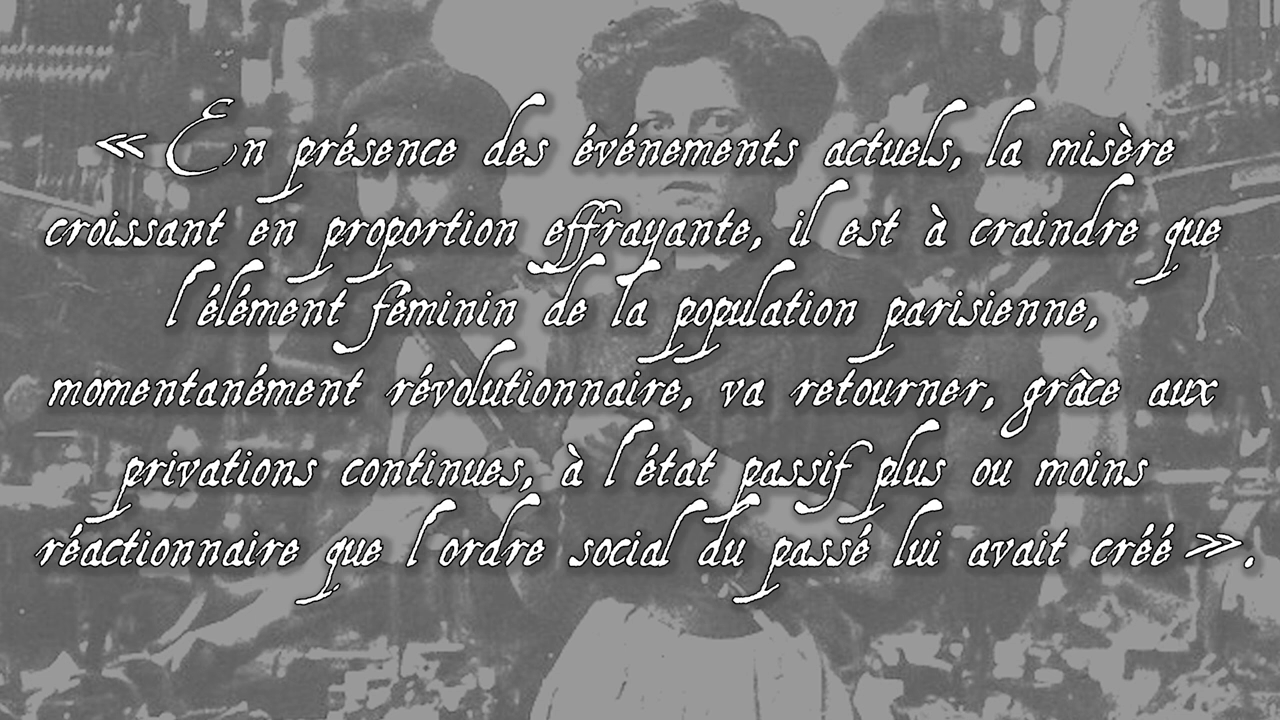 « En présence des événements actuels, la misère
croissant en proportion effrayante, il est à craindre que
l'élément féminin de la population parisienne,
momentanément révolutionnaire, va retourner, grâce aux
privations continues, à l'état passif plus ou moins
réactionnaire que l'ordre social du passé lui avait créé ».